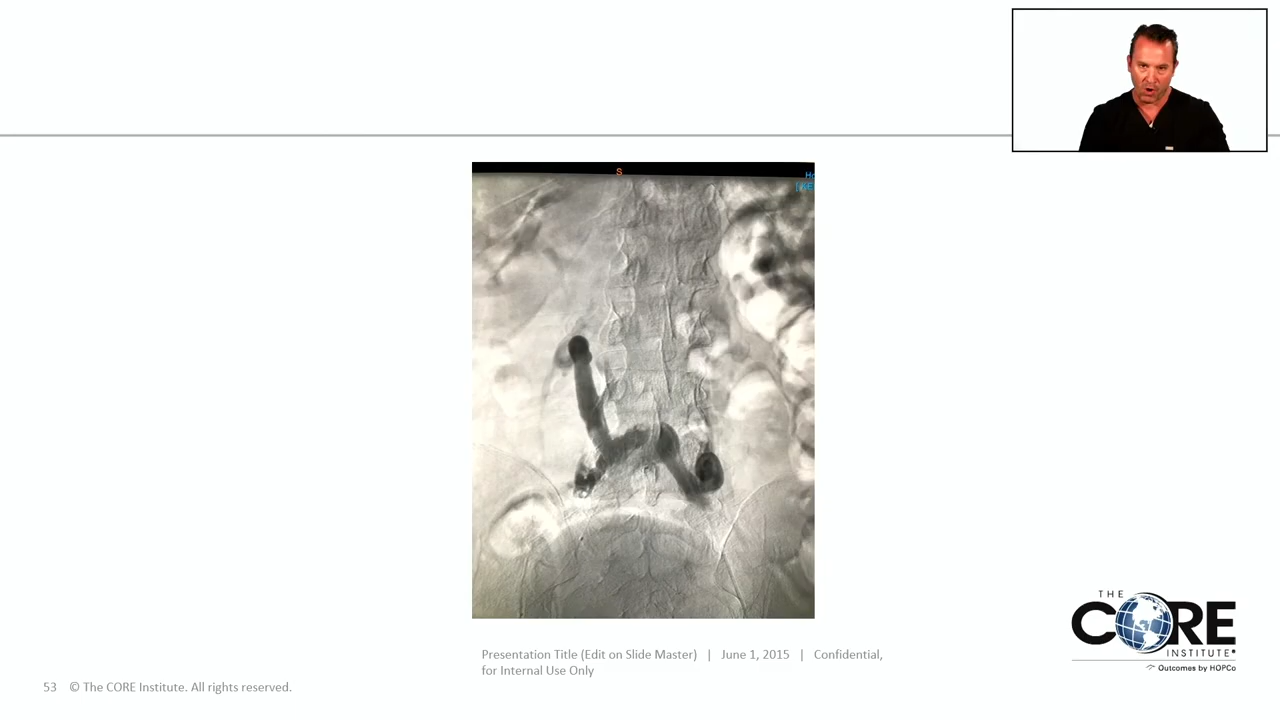 S
Presentation Title (Edit on Slide Master) | June 1, 2015 | Confidential,
for Internal Use Only
THE
CORE
INSTITUTE®
Outcomes by HOPCo
53 © The CORE Institute. All rights reserved.